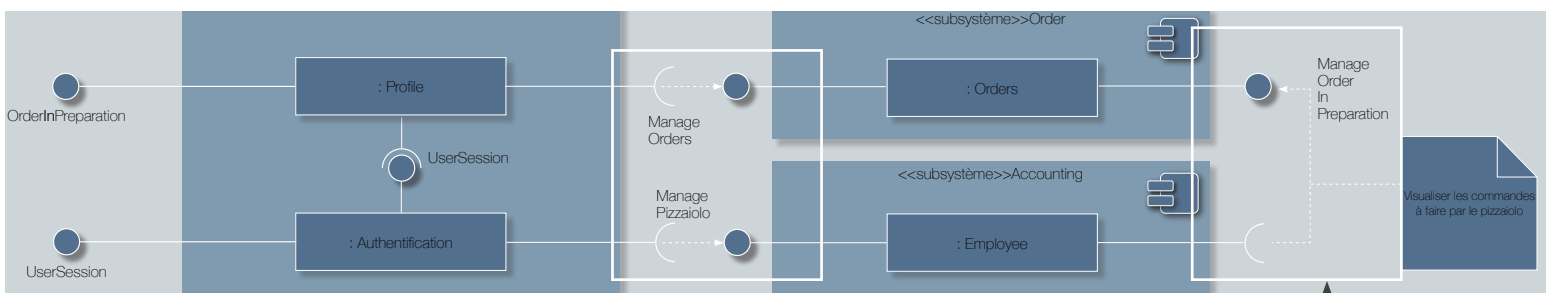 <<subsystème>>Order
: Profile
: Orders
OrderInPreparation
Manage
Orders
Manage
Order
In
Preparation
UserSession
<<subsystème>>Accounting
Manage
Pizzaiolo
Visualiser les commandes
à faire par le pizzaiolo
: Authentification
: Employee
UserSession